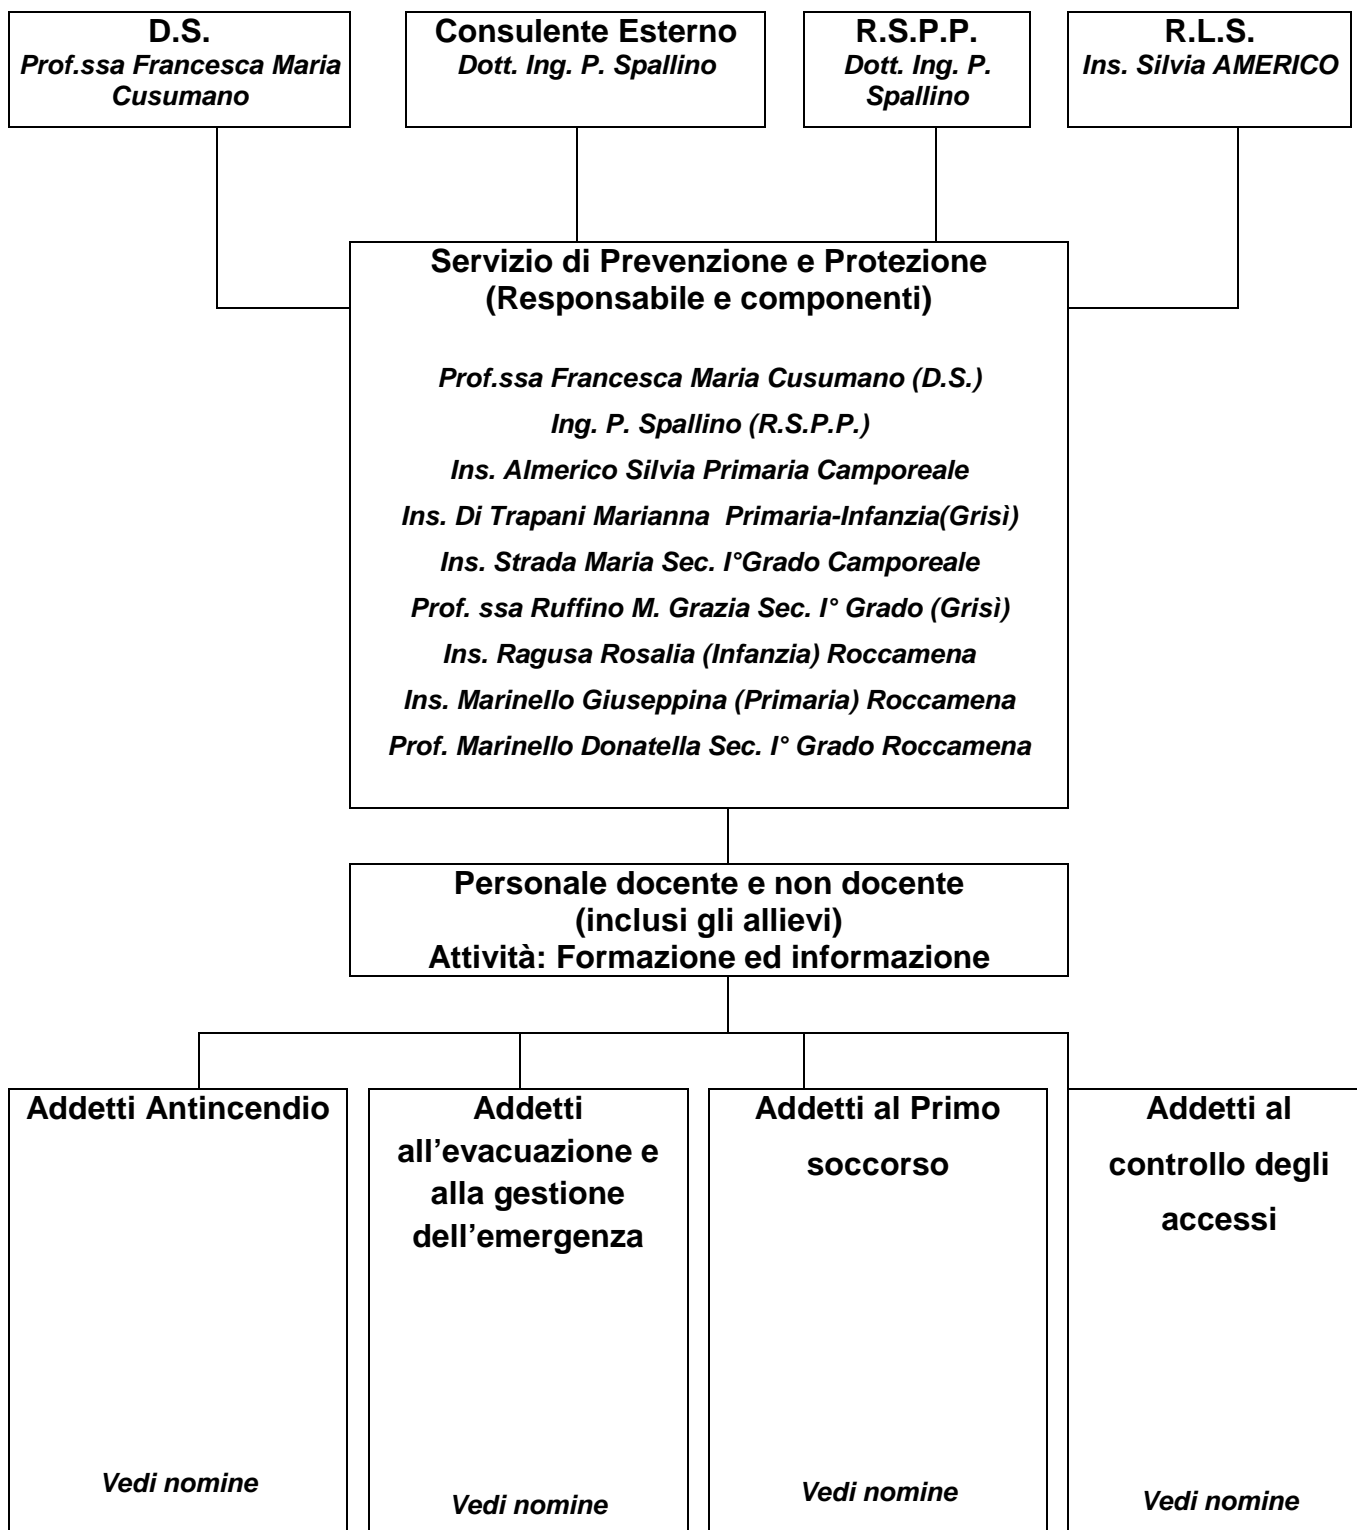 D.S.
Prof.ssa Francesca Maria
Cusumano
Consulente Esterno
Dott. Ing. P. Spallino
R.S.P.P.
Dott. Ing. P.
Spallino
R.L.S.
Ins. Silvia AMERICO
Servizio di Prevenzione e Protezione
(Responsabile e componenti)
Prof.ssa Francesca Maria Cusumano (D.S.)
Ing. P. Spallino (R.S.P.P.)
Ins. Almerico Silvia Primaria Camporeale
Ins. Di Trapani Marianna  Primaria-Infanzia(Grisì)
Ins. Strada Maria Sec. I°Grado Camporeale
Prof. ssa Ruffino M. Grazia Sec. I° Grado (Grisì)
Ins. Ragusa Rosalia (Infanzia) Roccamena
Ins. Marinello Giuseppina (Primaria) Roccamena
Prof. Marinello Donatella Sec. I° Grado Roccamena
Personale docente e non docente
(inclusi gli allievi)
Attività: Formazione ed informazione
Addetti Antincendio
Vedi nomine
Addetti
all’evacuazione e
alla gestione
dell’emergenza
Vedi nomine
Addetti al Primo
soccorso
Vedi nomine
Addetti al
controllo degli
accessi
Vedi nomine